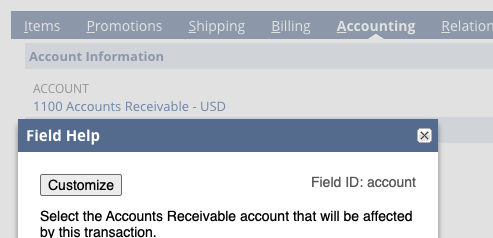 Items Promotions Shipping Billing Accounting Relation
Account Information
ACCOUNT
1100 Accounts Receivable - USD
Field Help
Customize Field ID: account
Select the Accounts Receivable account that will be affected
by this transaction.